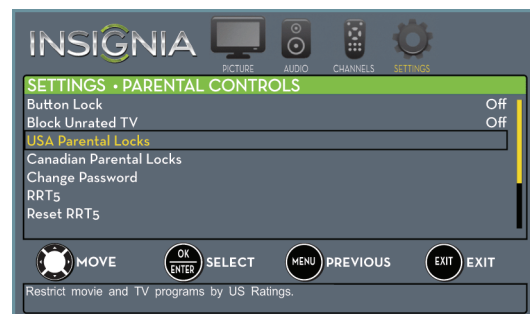 INSIGNIA
PICTURE AUDIO CHANNELS SETTINGS
SETTINGS • PARENTAL CONTROLS
Button Lock Off
Block Unrated TV Off
USA Parental Locks
Canadian Parental Locks
Change Password
RRT5
Reset RRT5
MOVE OK ENTER SELECT MENU PREVIOUS EXIT EXIT
Restrict movie and TV programs by US Ratings.